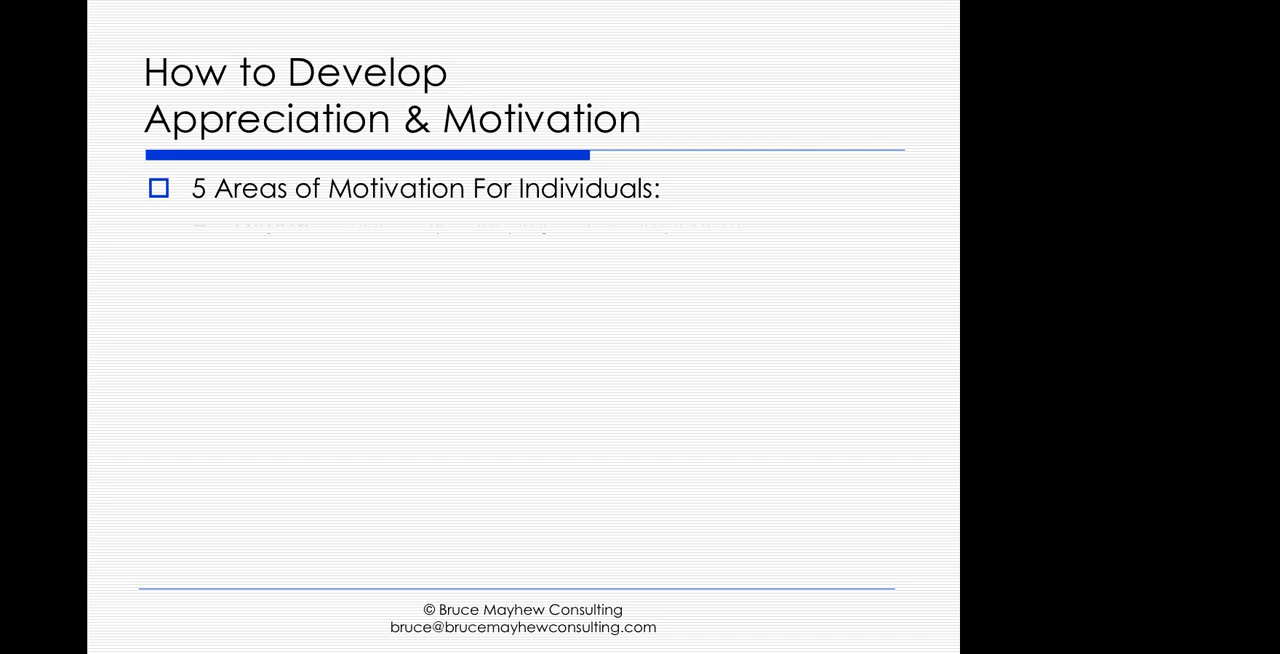 How to Develop
Appreciation & Motivation
5 Areas of Motivation For Individuals:
© Bruce Mayhew Consulting
bruce@brucemayhewconsulting.com